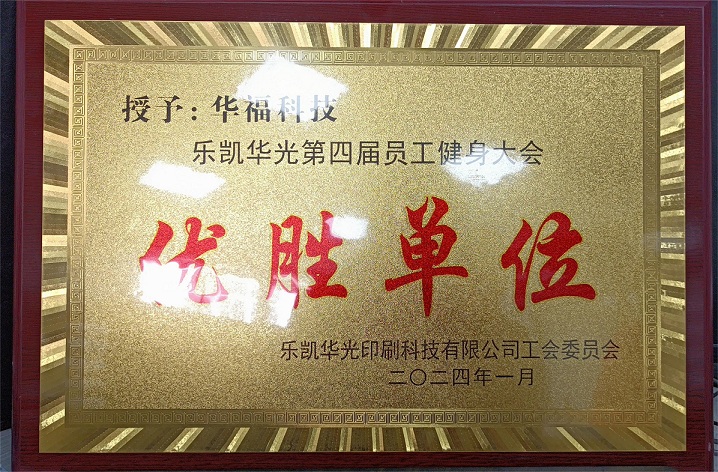 授予：华福科技
乐凯华光第四届员工健身大会
优胜单位
乐凯华光印刷科技有限公司工会委员会
二〇二四年一月